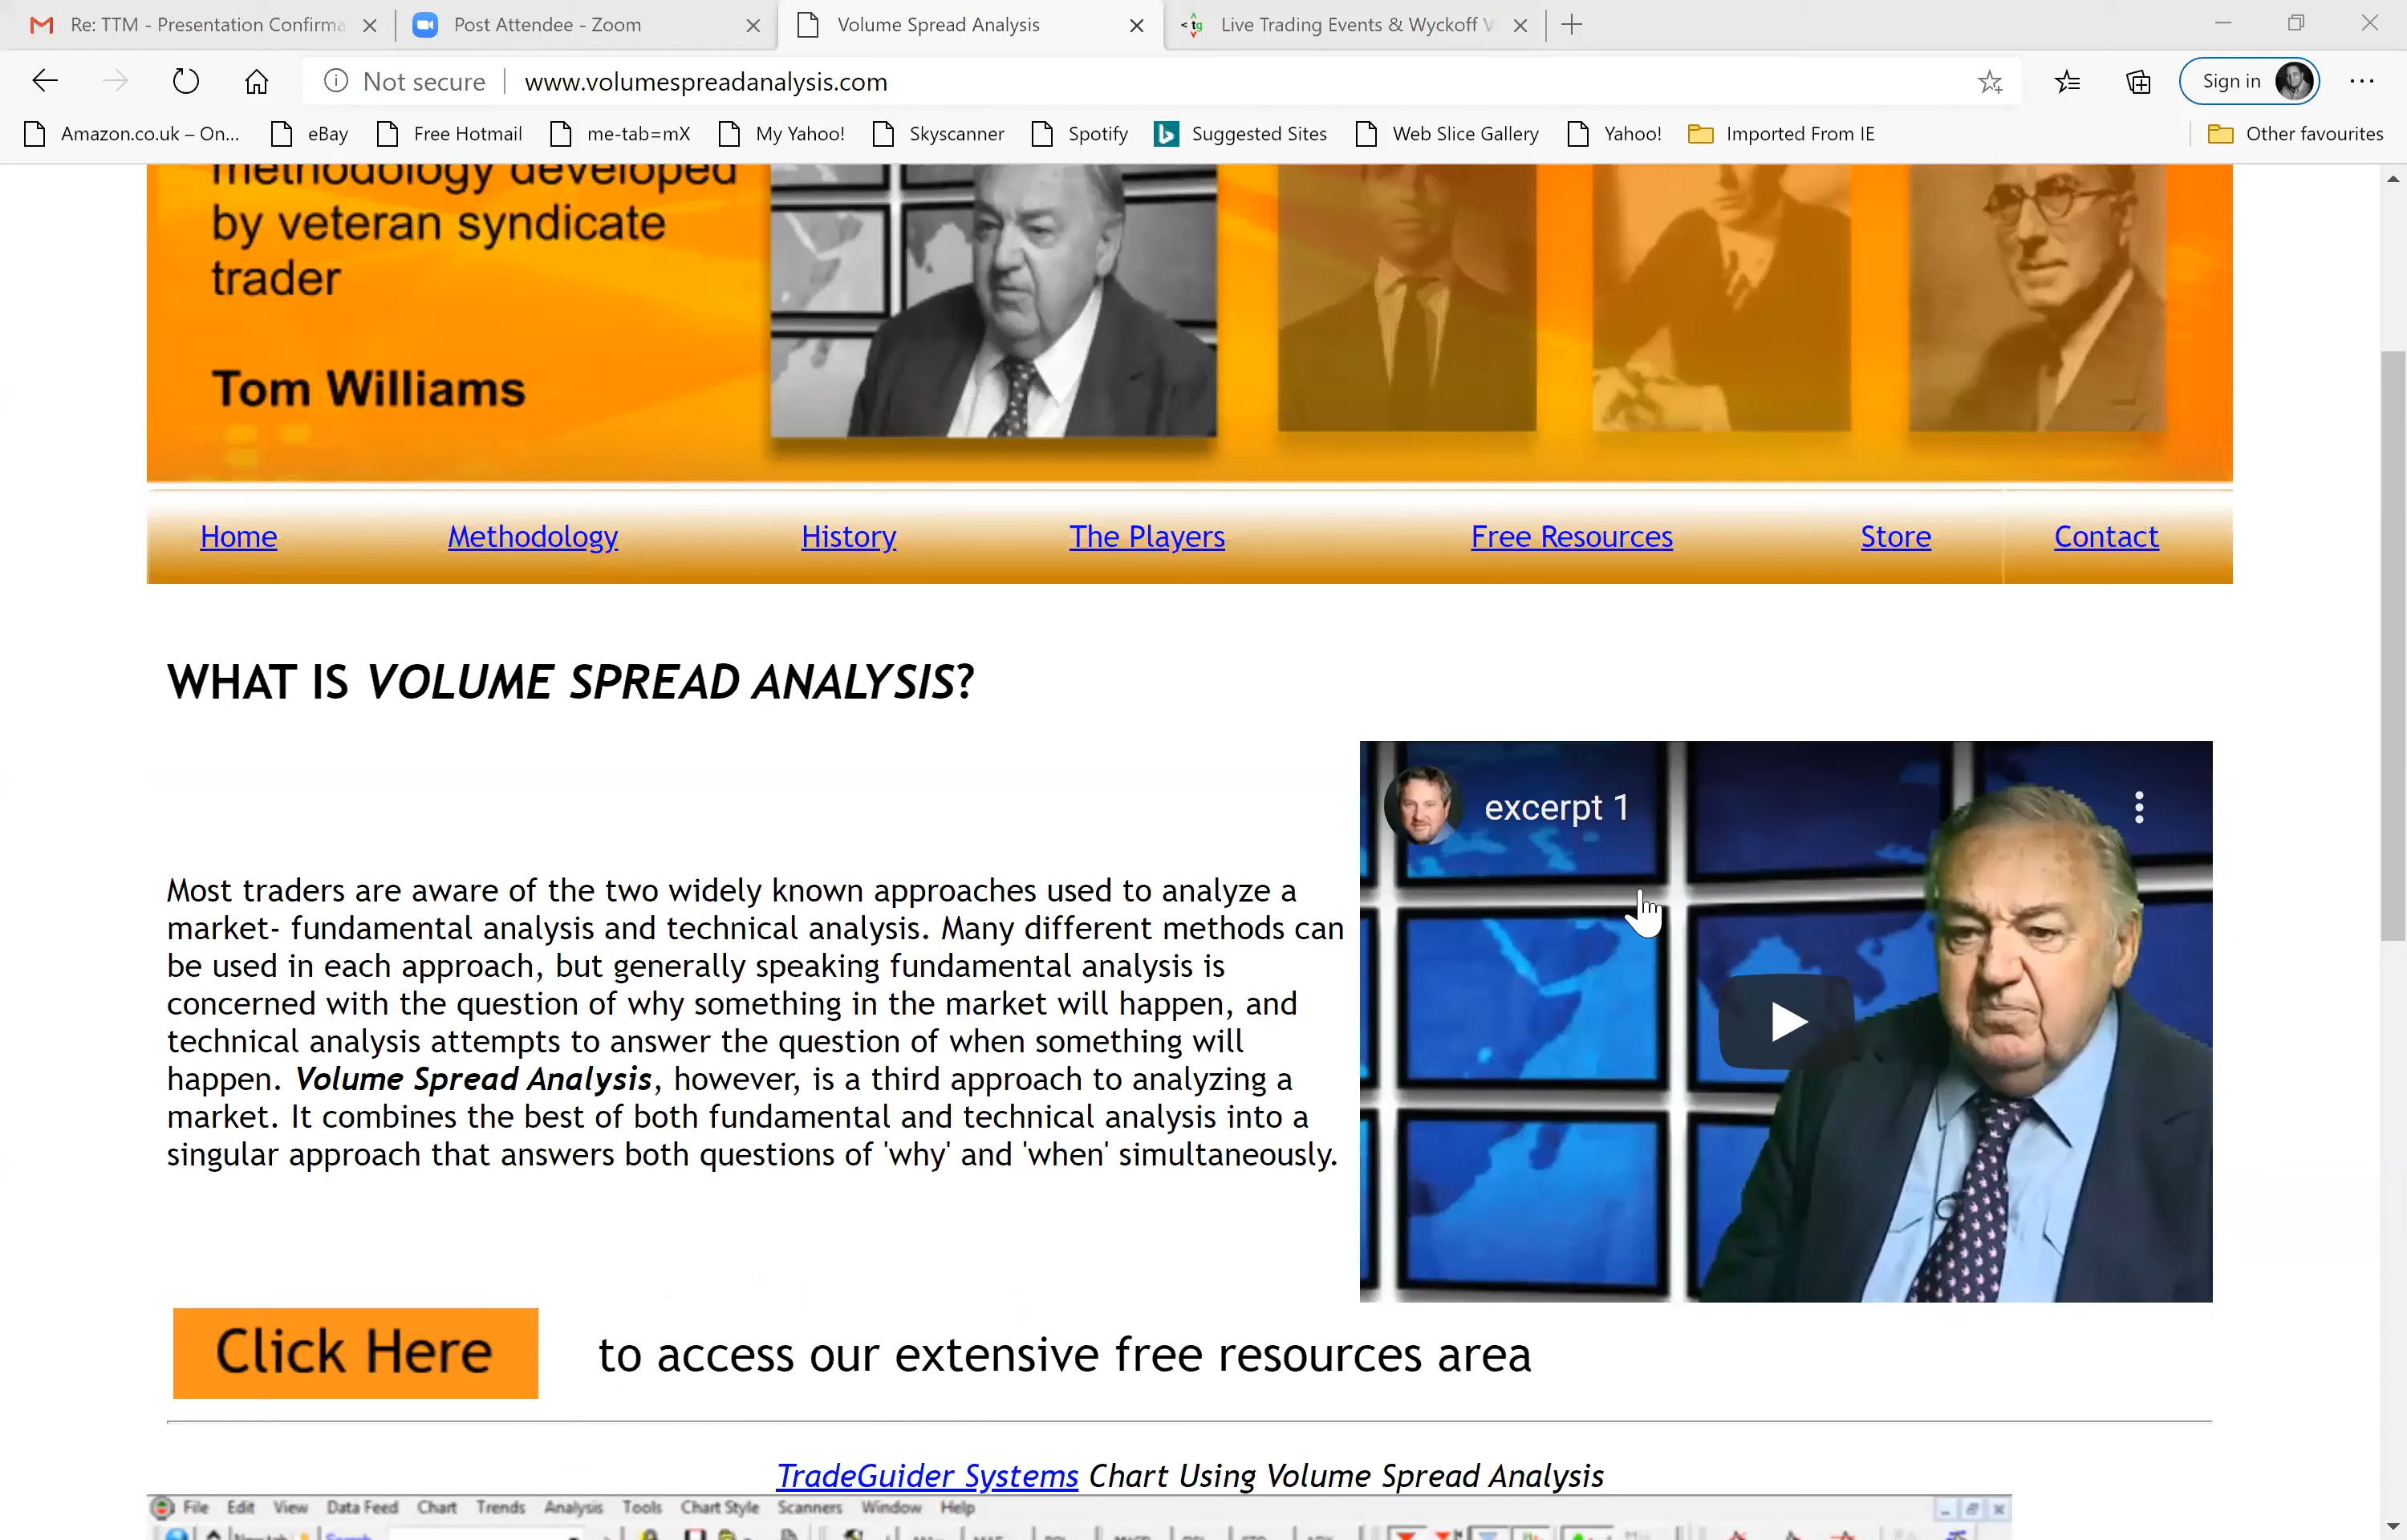 Re: TTM - Presentation Confirma
Post Attendee - Zoom
Volume Spread Analysis
Live Trading Events & Wyckoff V
Not secure
www.volumespreadanalysis.com
Sign in
Amazon.co.uk – On...
eBay
Free Hotmail
me-tab=mX
My Yahoo!
Skyscanner
Spotify
Suggested Sites
Web Slice Gallery
Yahoo!
Imported From IE
Other favourites
methodology developed
by veteran syndicate
trader
Tom Williams
Home
Methodology
History
The Players
Free Resources
Store
Contact
WHAT IS VOLUME SPREAD ANALYSIS?
excerpt 1
Most traders are aware of the two widely known approaches used to analyze a
market- fundamental analysis and technical analysis. Many different methods can
be used in each approach, but generally speaking fundamental analysis is
concerned with the question of why something in the market will happen, and
technical analysis attempts to answer the question of when something will
happen. Volume Spread Analysis, however, is a third approach to analyzing a
market. It combines the best of both fundamental and technical analysis into a
singular approach that answers both questions of 'why' and 'when' simultaneously.
Click Here
to access our extensive free resources area
TradeGuider Systems Chart Using Volume Spread Analysis
File Edit View Data Feed Chart Trends Analysis Tools Chart Style Scanners Window Help